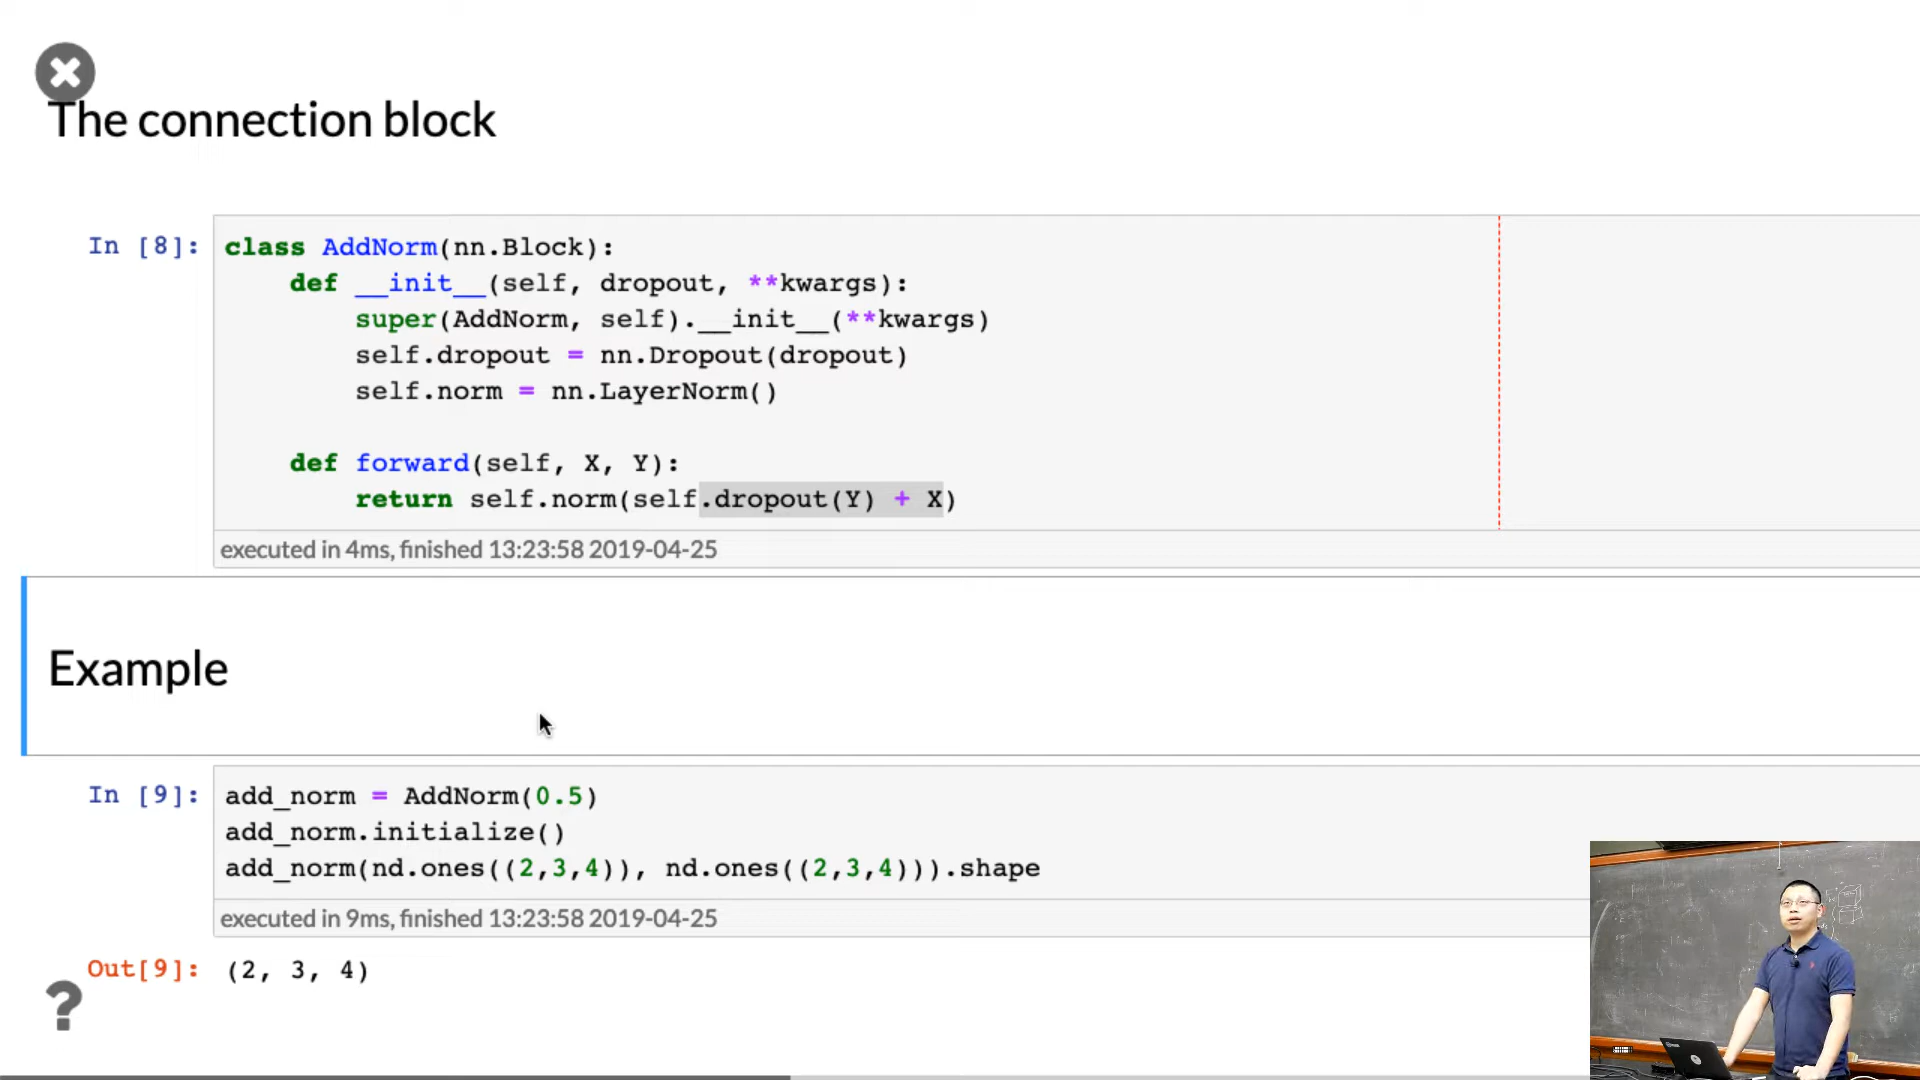 The connection block
In [8]:
class AddNorm(nn.Block):
    def __init__(self, dropout, **kwargs):
        super(AddNorm, self).__init__(**kwargs)
        self.dropout = nn.Dropout(dropout)
        self.norm = nn.LayerNorm()
    def forward(self, X, Y):
        return self.norm(self.dropout(Y) + X)
executed in 4ms, finished 13:23:58 2019-04-25
Example
In [9]:
add_norm = AddNorm(0.5)
add_norm.initialize()
add_norm(nd.ones((2,3,4)), nd.ones((2,3,4))).shape
executed in 9ms, finished 13:23:58 2019-04-25
Out[9]: (2, 3, 4)
?